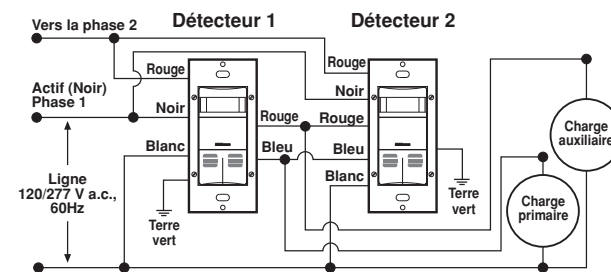 Détecteur 1
Détecteur 2
Vers la phase 2
Rouge
Rouge
Actif (Noir)
Phase 1
Noir
Noir
Rouge
Rouge
Blanc
Bleu
Bleu
Blanc
Ligne
120/277 V a.c.,
60Hz
Terre
vert
Terre
vert
Charge
auxiliaire
Charge
primaire